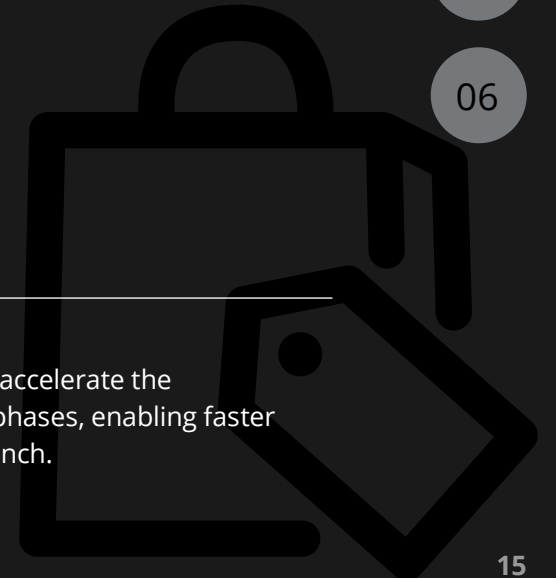 06
accelerate the
phases, enabling faster
nch.
15